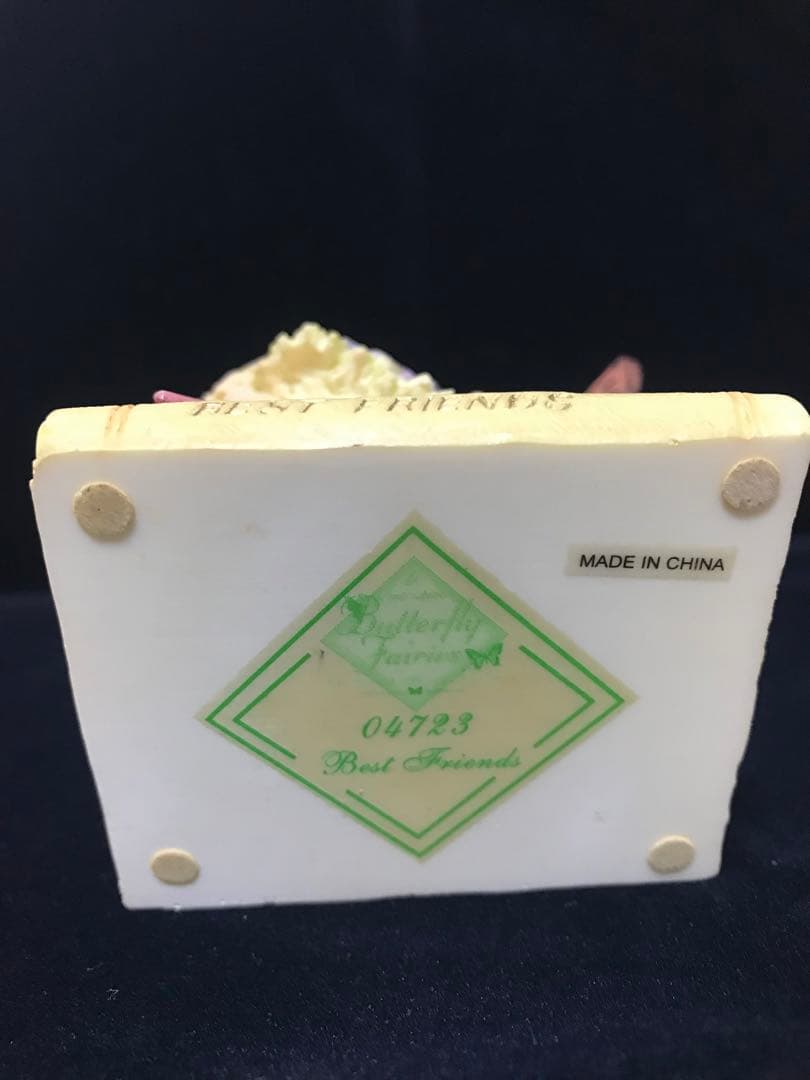 BEST FRIENDS
MADE IN CHINA
Butterfly
fairies
04723
Best Friends